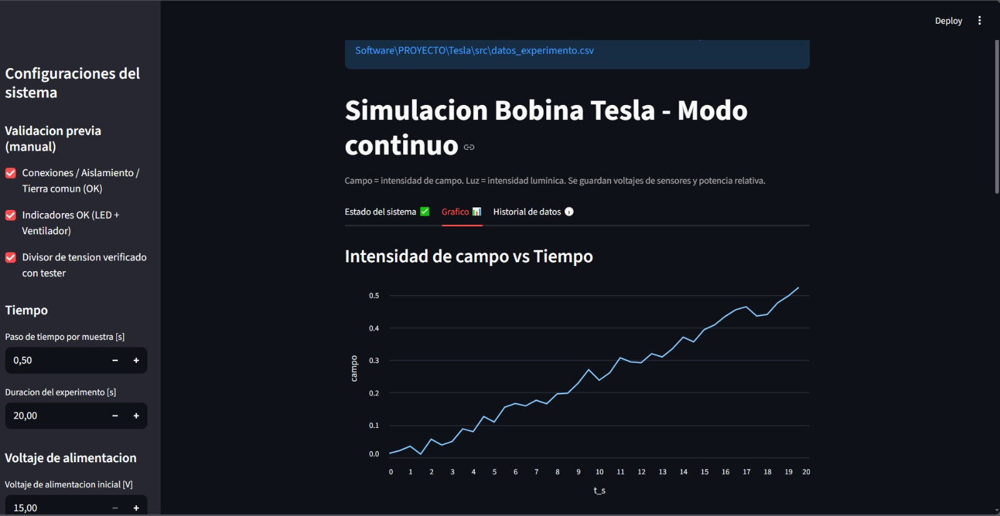 Deploy
Configuraciones del
sistema
Validacion previa
(manual)
Conexiones / Aislamiento /
Tierra comun (OK)
Indicadores OK (LED +
Ventilador)
Divisor de tension verificado
con tester
Tiempo
Paso de tiempo por muestra [s]
0,50
Duracion del experimento [s]
20,00
Voltaje de alimentacion
Voltaje de alimentacion inicial [V]
15,00
Software\PROYECTO\Tesla\src\datos_experimento.csv
Simulacion Bobina Tesla - Modo
continuo
Campo = intensidad de campo. Luz = intensidad luminica. Se guardan voltajes de sensores y potencia relativa.
Estado del sistema ✅ Grafico 📊 Historial de datos
Intensidad de campo vs Tiempo
campo
0.5
0.4
0.3
0.2
0.1
0.0
0 1 2 3 4 5 6 7 8 9 10 11 12 13 14 15 16 17 18 19 20
t_s